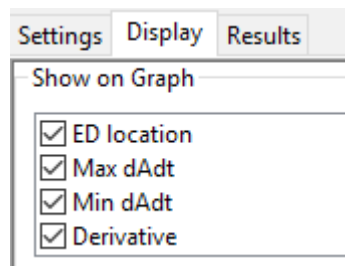 Settings Display Results
Show on Graph
ED location
Max dAdt
Min dAdt
Derivative